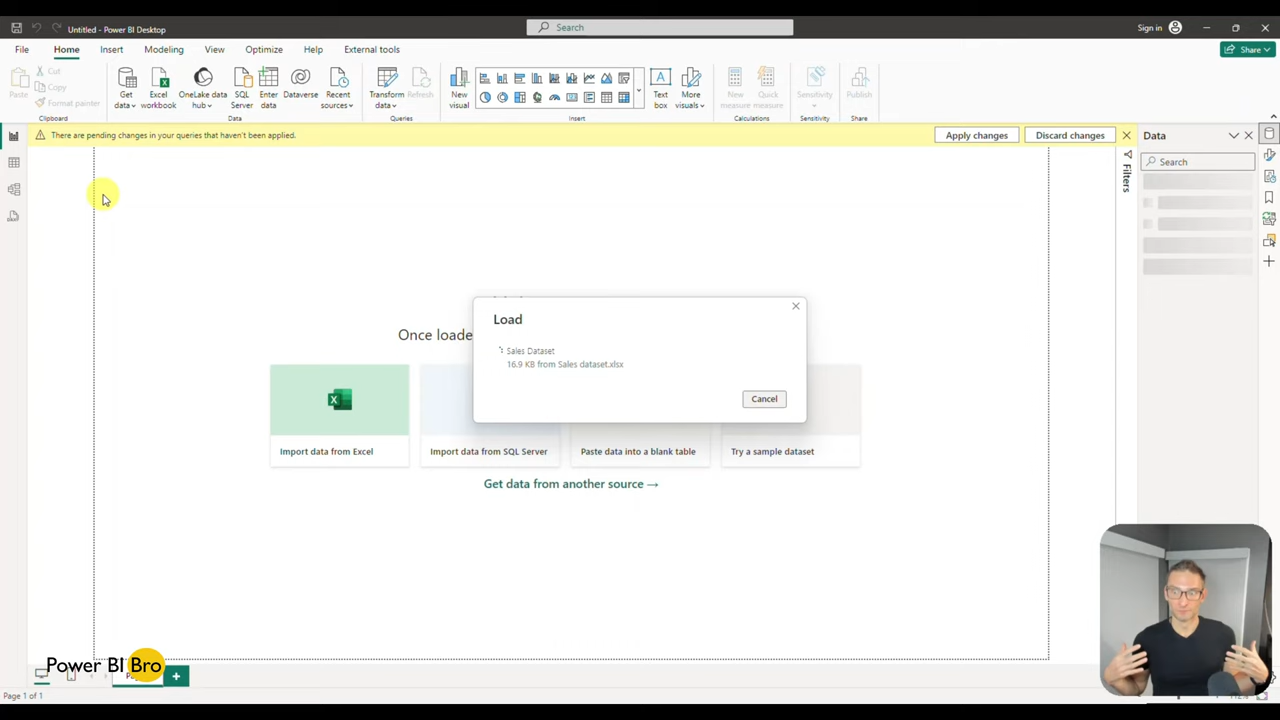 Untitled - Power BI Desktop
Search
Sign in
File
Home
Insert
Modeling
View
Optimize
Help
External tools
Share
Paste
Cut
Copy
Format painter
Get data
Excel workbook
OneLake data hub
SQL Server
Enter data
Dataverse
Recent sources
Transform data
Refresh
New visual
Text box
More visuals
New measure
Quick measure
Sensitivity
Publish
Clipboard
Data
Queries
Insert
Calculations
Sensitivity
Share
There are pending changes in your queries that haven't been applied.
Apply changes
Discard changes
Data
Search
Filters
Load
Once loade
Sales Dataset
16.9 KB from Sales dataset.xlsx
Cancel
Import data from Excel
Import data from SQL Server
Paste data into a blank table
Try a sample dataset
Get data from another source →
Power BI Bro
Page 1 of 1